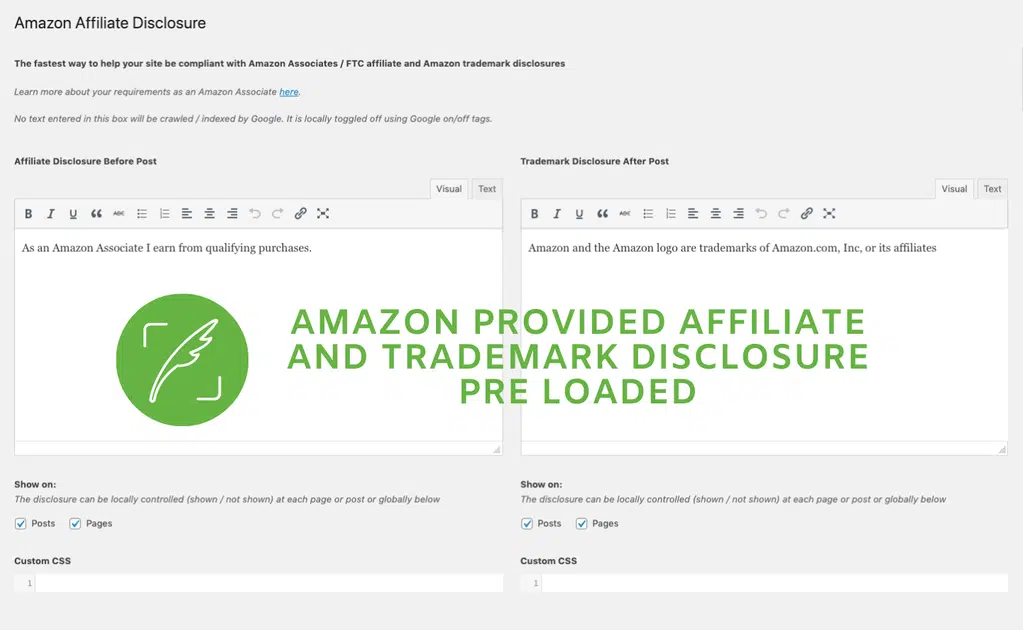 Amazon Affiliate Disclosure
The fastest way to help your site be compliant with Amazon Associates / FTC affiliate and Amazon trademark disclosures
Learn more about your requirements as an Amazon Associate here.
No text entered in this box will be crawled / indexed by Google. It is locally toggled off using Google on/off tags.
Affiliate Disclosure Before Post
Visual Text
B I U ABC
As an Amazon Associate I earn from qualifying purchases.
Trademark Disclosure After Post
Visual Text
B I U ABC
Amazon and the Amazon logo are trademarks of Amazon.com, Inc, or its affiliates
AMAZON PROVIDED AFFILIATE
AND TRADEMARK DISCLOSURE
PRE LOADED
Show on:
The disclosure can be locally controlled (shown / not shown) at each page or post or globally below
Posts Pages
Custom CSS
1
Show on:
The disclosure can be locally controlled (shown / not shown) at each page or post or globally below
Posts Pages
Custom CSS
1